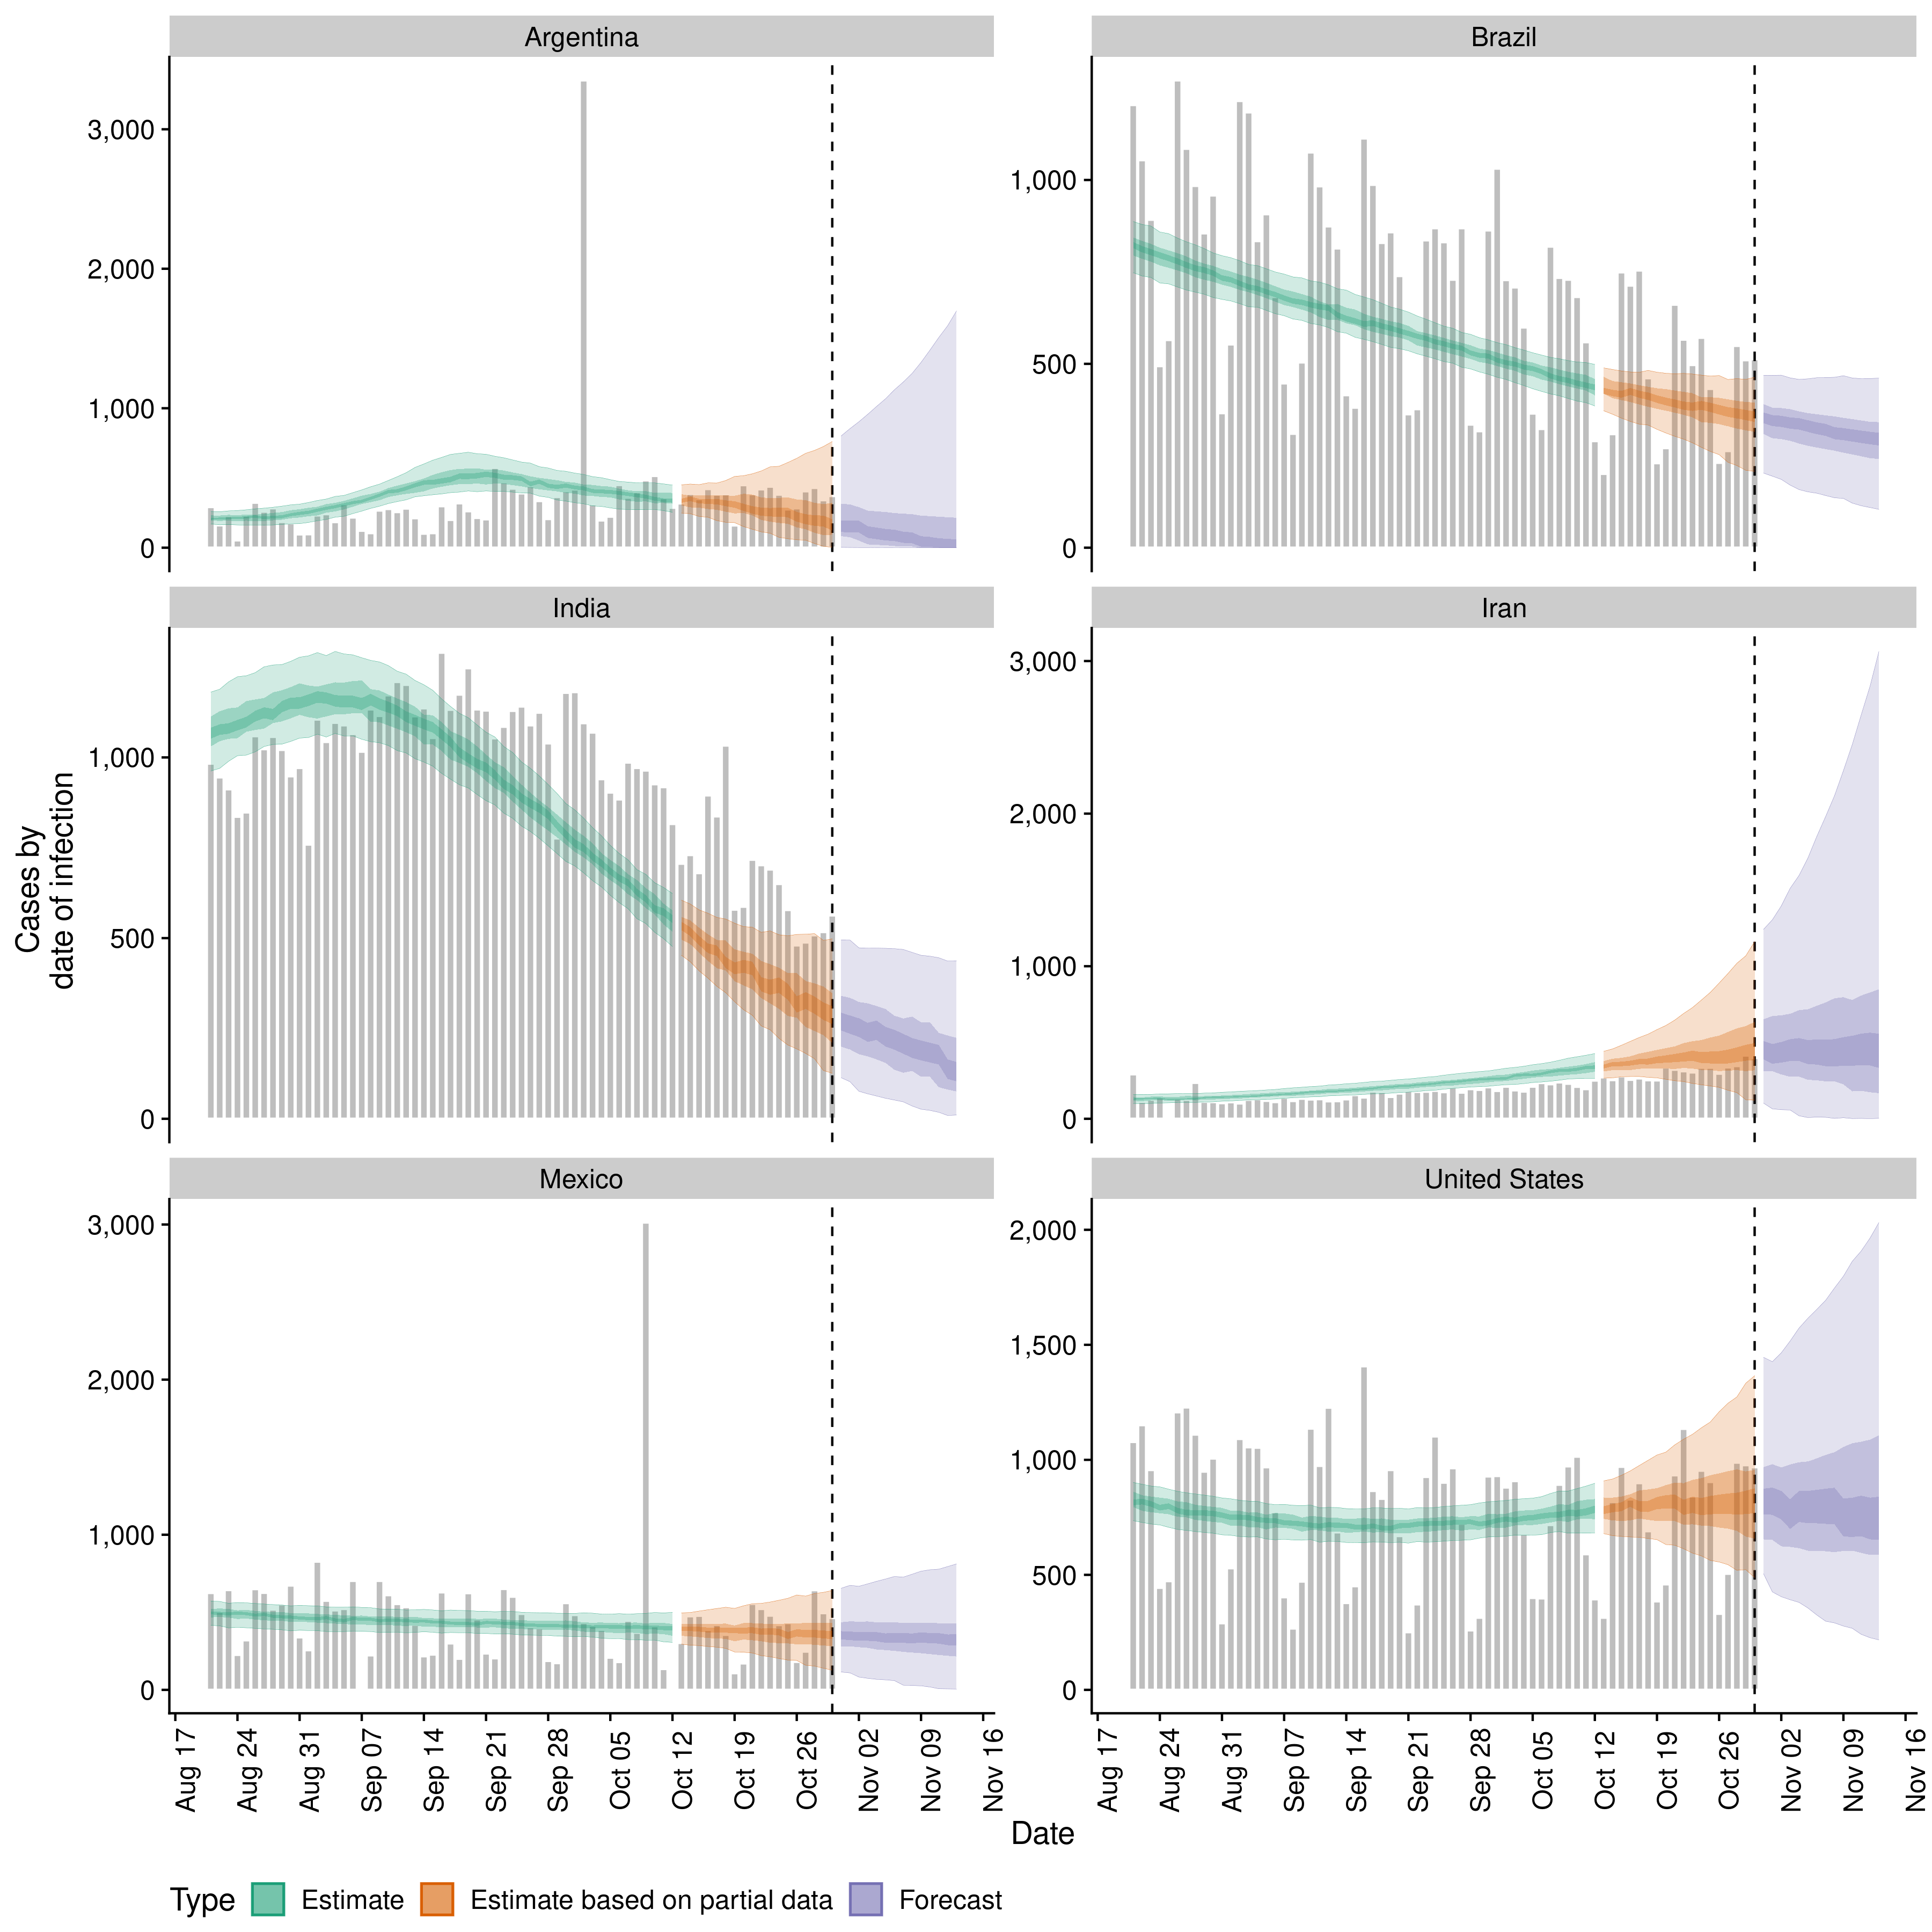 Argentina
Brazil
3,000
2,000
1,000
0
1,000
500
0
India
Iran
1,000
500
0
3,000
2,000
1,000
0
Cases by
date of infection
Mexico
United States
3,000
2,000
1,000
0
2,000
1,500
1,000
500
0
Aug 17
Aug 24
Aug 31
Sep 07
Sep 14
Sep 21
Sep 28
Oct 05
Oct 12
Oct 19
Oct 26
Nov 02
Nov 09
Nov 16
Aug 17
Aug 24
Aug 31
Sep 07
Sep 14
Sep 21
Sep 28
Oct 05
Oct 12
Oct 19
Oct 26
Nov 02
Nov 09
Nov 16
Date
Type Estimate Estimate based on partial data Forecast